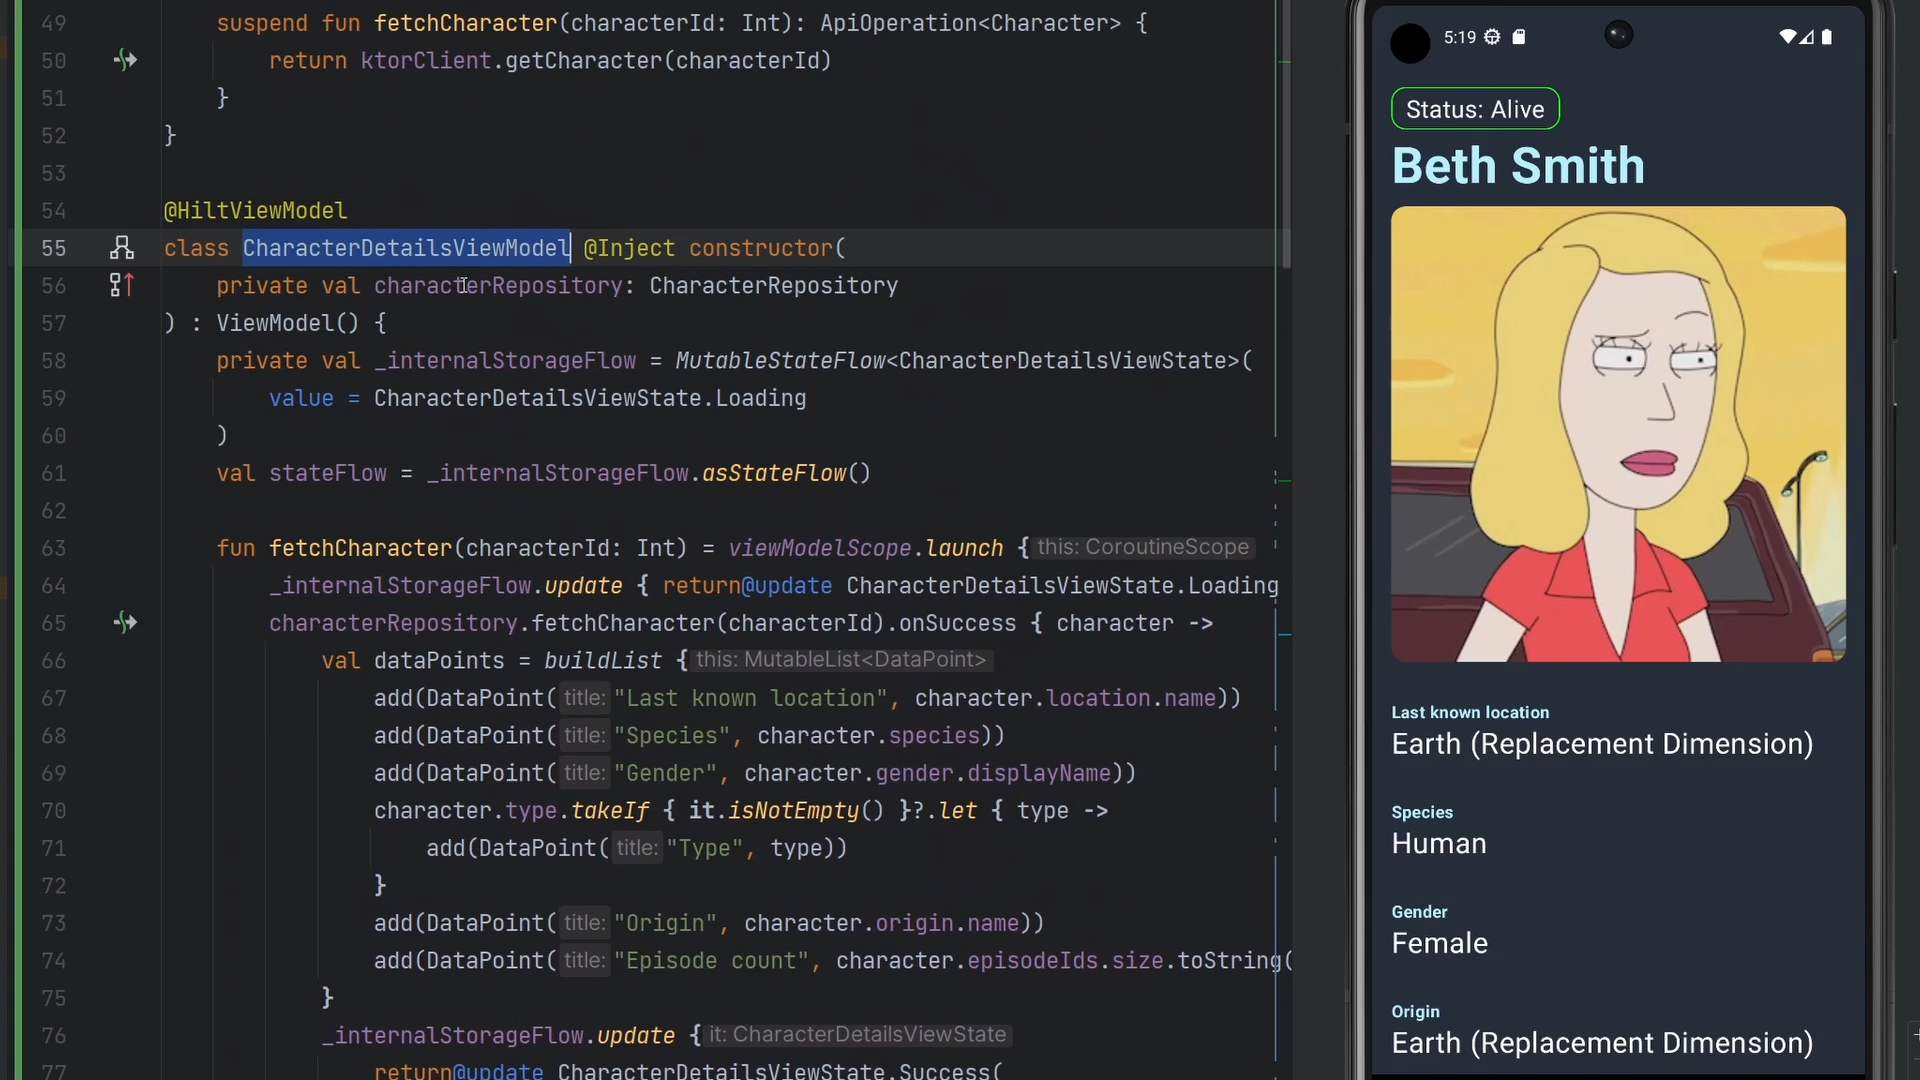 49 suspend fun fetchCharacter(characterId: Int): ApiOperation<Character> {
50 return ktorClient.getCharacter(characterId)
51 }
52 }
53
54 @HiltViewModel
55 class CharacterDetailsViewModel @Inject constructor(
56 private val characterRepository: CharacterRepository
57 ) : ViewModel() {
58 private val _internalStorageFlow = MutableStateFlow<CharacterDetailsViewState>(
59 value = CharacterDetailsViewState.Loading
60 )
61 val stateFlow = _internalStorageFlow.asStateFlow()
62
63 fun fetchCharacter(characterId: Int) = viewModelScope.launch { this: CoroutineScope
64 _internalStorageFlow.update { return@update CharacterDetailsViewState.Loading
65 characterRepository.fetchCharacter(characterId).onSuccess { character ->
66 val dataPoints = buildList { this: MutableList<DataPoint>
67 add(DataPoint( title: "Last known location", character.location.name))
68 add(DataPoint( title: "Species", character.species))
69 add(DataPoint( title: "Gender", character.gender.displayName))
70 character.type.takeIf { it.isNotEmpty() }?.let { type ->
71 add(DataPoint( title: "Type", type))
72 }
73 add(DataPoint( title: "Origin", character.origin.name))
74 add(DataPoint( title: "Episode count", character.episodeIds.size.toString(
75 }
76 _internalStorageFlow.update { it: CharacterDetailsViewState
77 return@update CharacterDetailsViewState.Success(
5:19
Status: Alive
Beth Smith
Last known location
Earth (Replacement Dimension)
Species
Human
Gender
Female
Origin
Earth (Replacement Dimension)